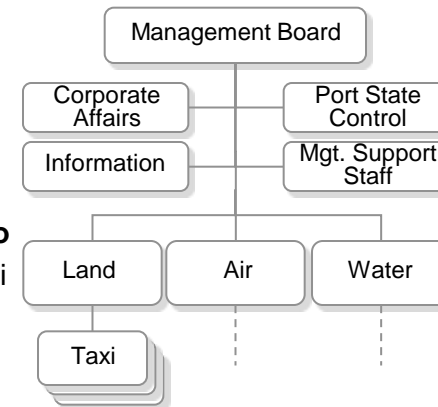 Management Board
Corporate
Affairs
Port State
Control
Information
Mgt. Support
Staff
o
i
Land
Air
Water
Taxi